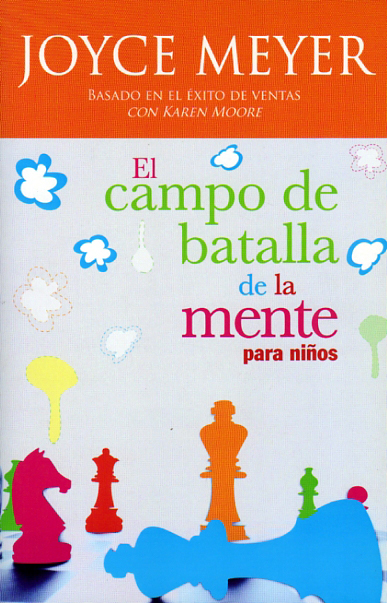 JOYCE MEYER
BASADO EN EL ÉXITO DE VENTAS
CON KAREN MOORE
El
campo de
batalla
de la
mente
para niños